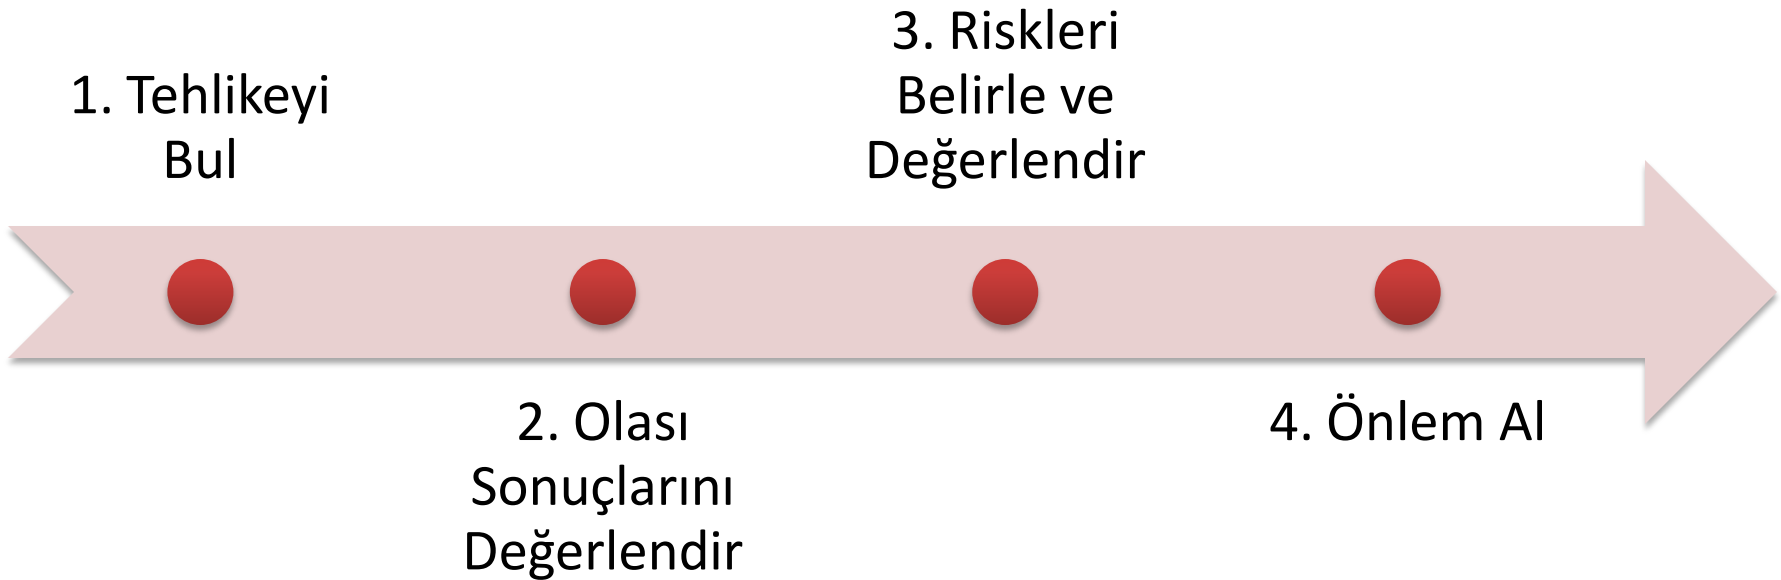 1. Tehlikeyi
Bul
2. Olası
Sonuçlarını
Değerlendir
3. Riskleri
Belirle ve
Değerlendir
4. Önlem Al